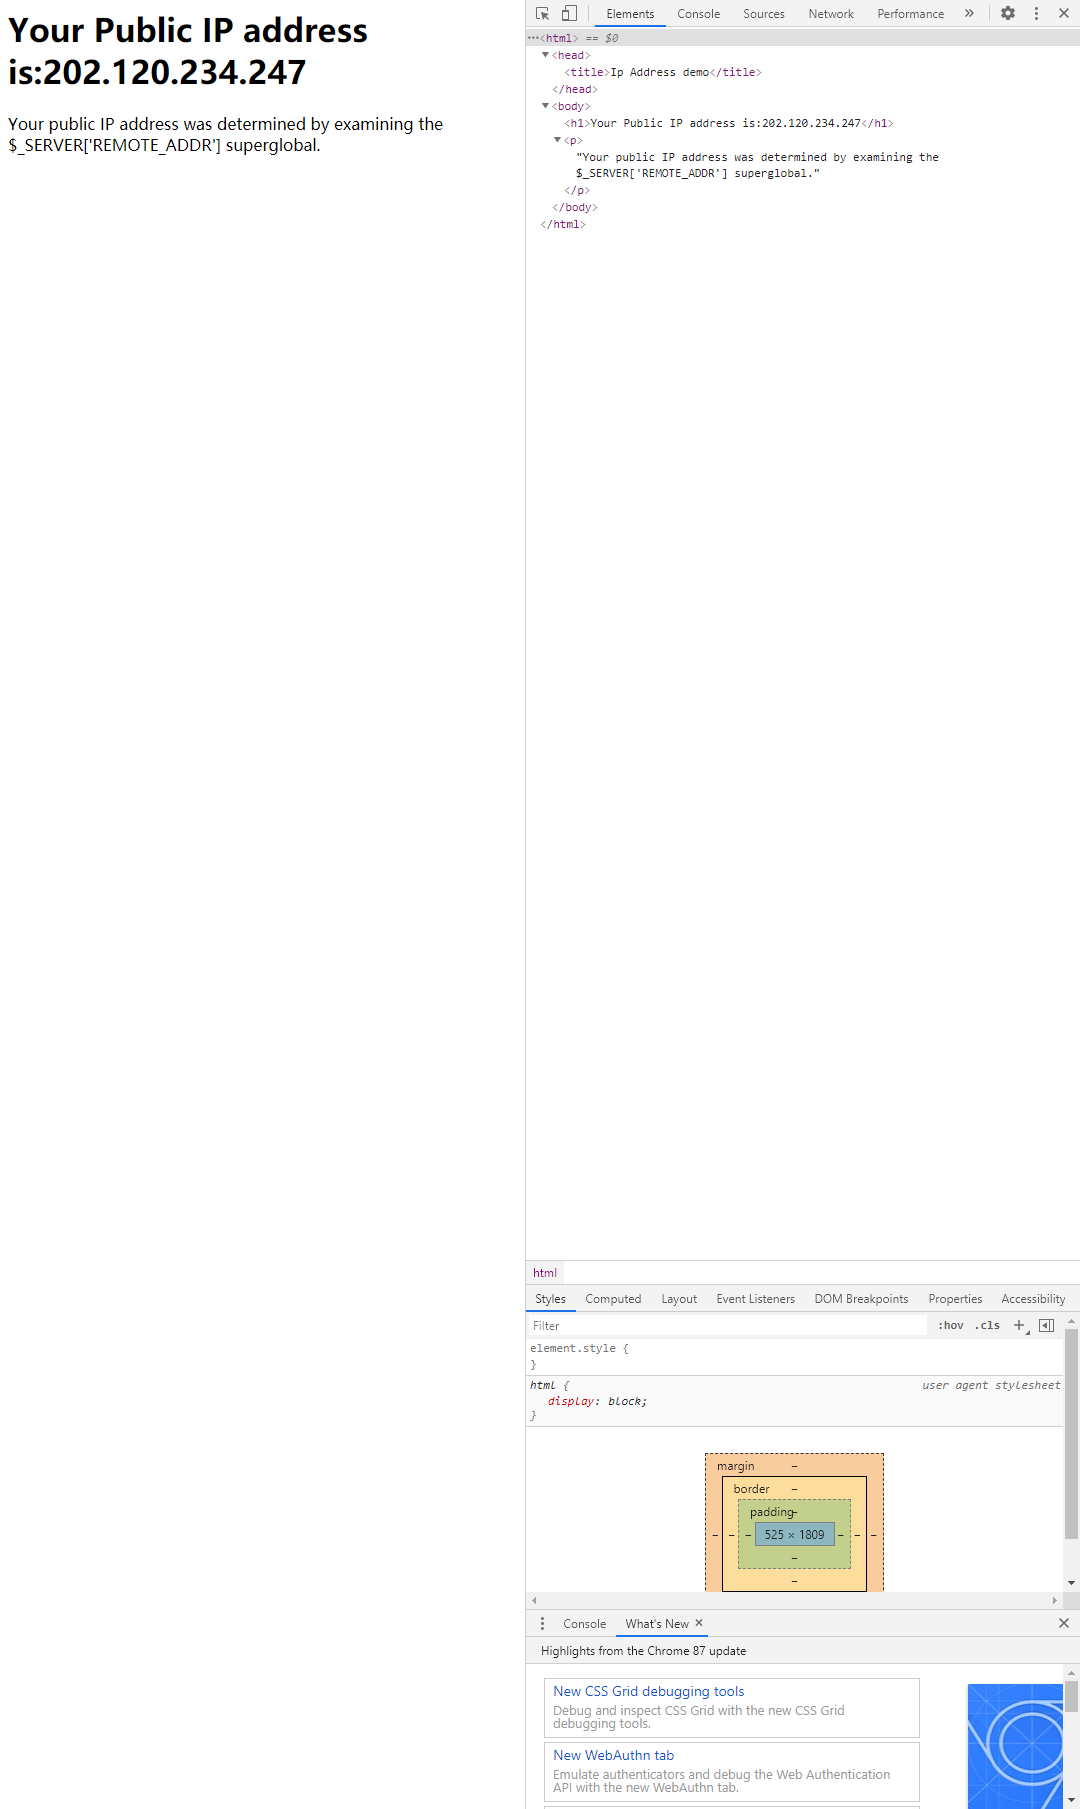 Your Public IP address
is:202.120.234.247
Your public IP address was determined by examining the
$_SERVER['REMOTE_ADDR'] superglobal.
Elements Console Sources Network Performance »
···<html> == $0
▼<head>
<title>Ip Address demo</title>
</head>
▼<body>
<h1>Your Public IP address is:202.120.234.247</h1>
▼<p>
"Your public IP address was determined by examining the
$_SERVER['REMOTE_ADDR'] superglobal."
</p>
</body>
</html>
html
Styles Computed Layout Event Listeners DOM Breakpoints Properties Accessibility
Filter :hov .cls +
element.style {
}
html { user agent stylesheet
display: block;
}
margin –
border –
padding –
– – – 525 × 1809 – – –
–
–
Console What's New ×
Highlights from the Chrome 87 update
New CSS Grid debugging tools
Debug and inspect CSS Grid with the new CSS Grid
debugging tools.
New WebAuthn tab
Emulate authenticators and debug the Web Authentication
API with the new WebAuthn tab.